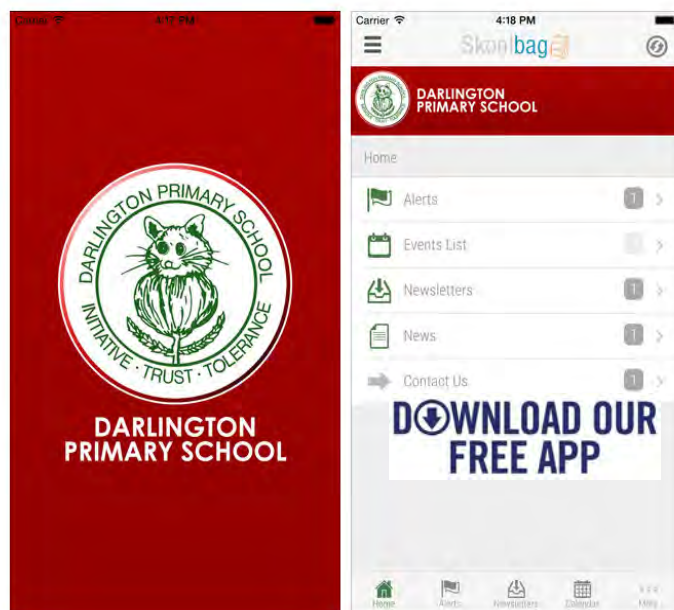 Carrier 4:17 PM
DARLINGTON PRIMARY SCHOOL
INITIATIVE · TRUST · TOLERANCE
DARLINGTON
PRIMARY SCHOOL
Carrier 4:18 PM
Skoolbag
DARLINGTON
PRIMARY SCHOOL
Home
Alerts 1
Events List
Newsletters 1
News 1
Contact Us 1
DOWNLOAD OUR
FREE APP
Home Alerts Newsletters Calendar More